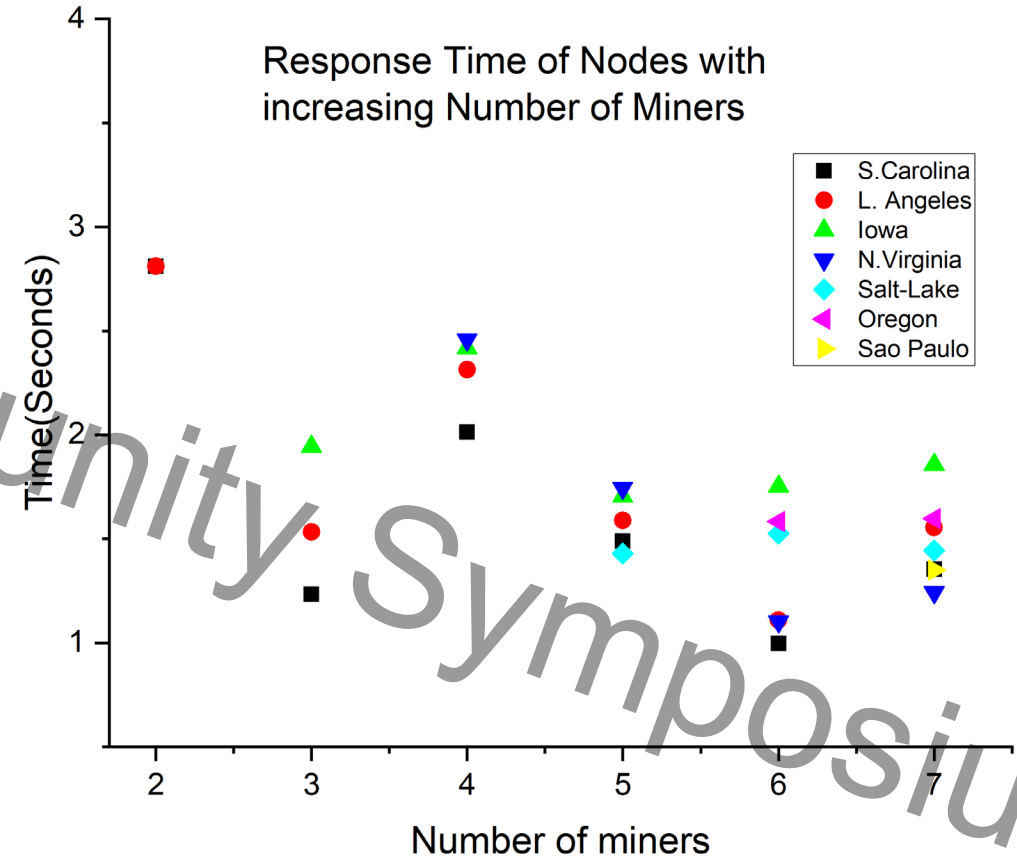 Response Time of Nodes with
increasing Number of Miners
S.Carolina
L. Angeles
Iowa
N.Virginia
Salt-Lake
Oregon
Sao Paulo
Time(Seconds)
4
3
2
1
2 3 4 5 6 7
Number of miners
unity Symposiu